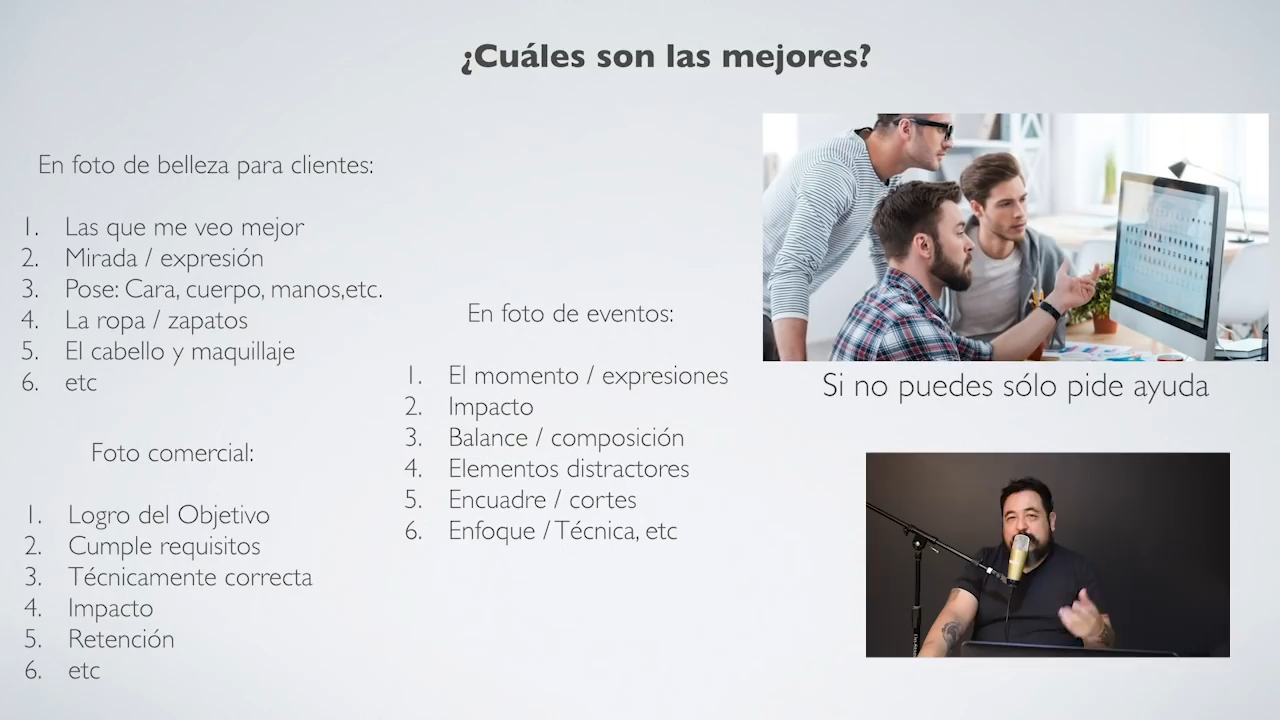 ¿Cuáles son las mejores?
En foto de belleza para clientes:
1. Las que me veo mejor
2. Mirada / expresión
3. Pose: Cara, cuerpo, manos,etc.
4. La ropa / zapatos
5. El cabello y maquillaje
6. etc
Foto comercial:
1. Logro del Objetivo
2. Cumple requisitos
3. Técnicamente correcta
4. Impacto
5. Retención
6. etc
En foto de eventos:
1. El momento / expresiones
2. Impacto
3. Balance / composición
4. Elementos distractores
5. Encuadre / cortes
6. Enfoque / Técnica, etc
Si no puedes sólo pide ayuda